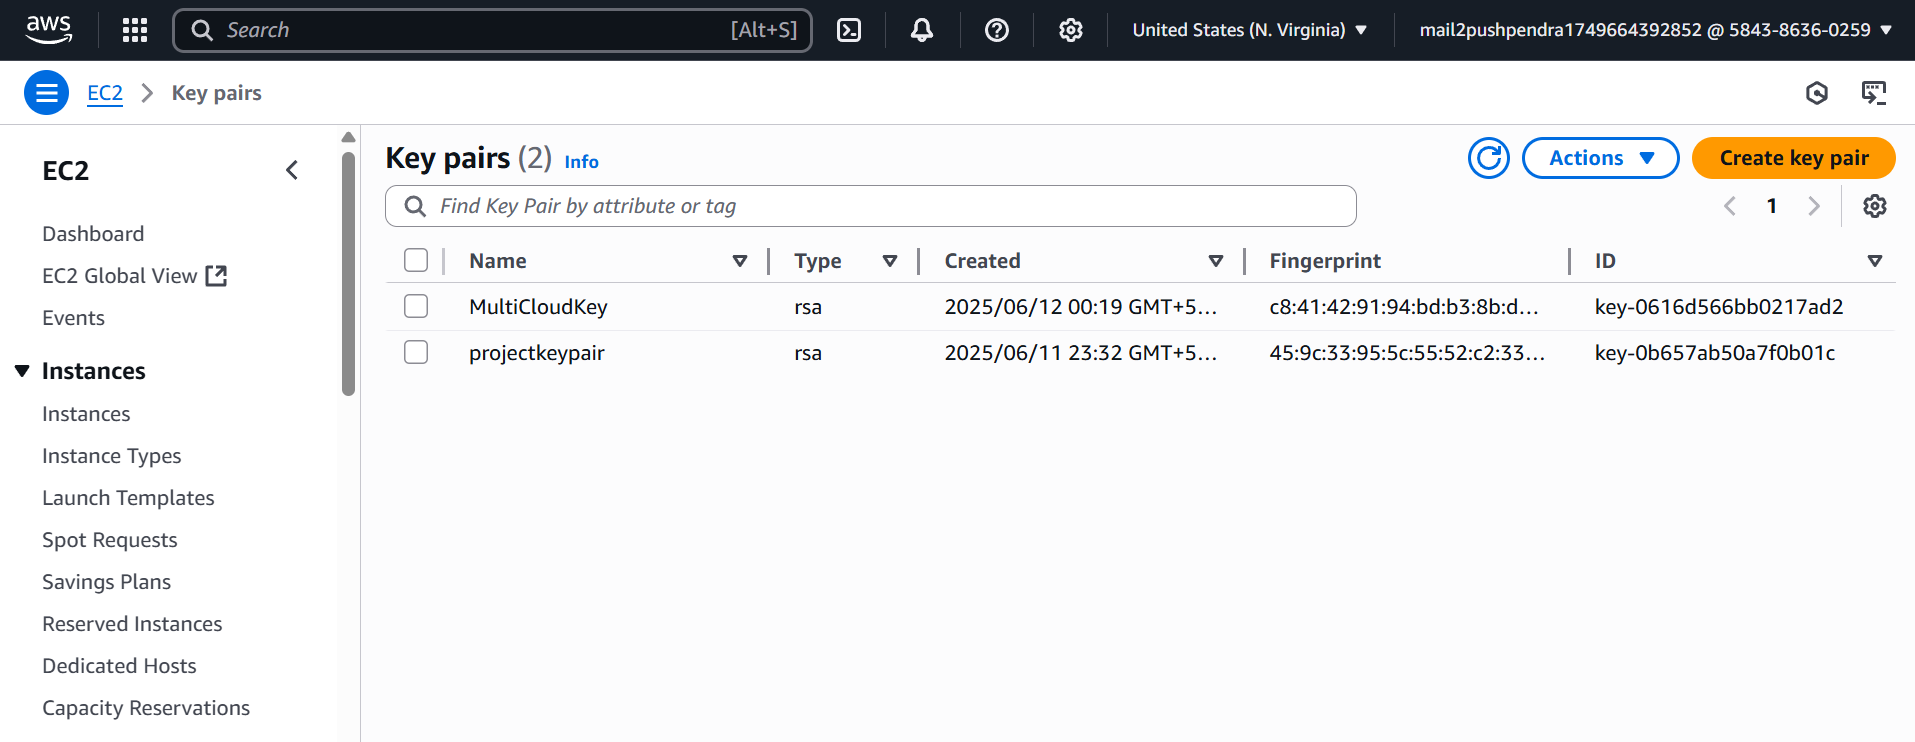 aws
Search [Alt+S]
United States (N. Virginia)
mail2pushpendra1749664392852 @ 5843-8636-0259
EC2 Key pairs
EC2
Dashboard
EC2 Global View
Events
Instances
Instances
Instance Types
Launch Templates
Spot Requests
Savings Plans
Reserved Instances
Dedicated Hosts
Capacity Reservations
Key pairs (2) Info
Actions
Create key pair
Find Key Pair by attribute or tag
1
Name Type Created Fingerprint ID
MultiCloudKey rsa 2025/06/12 00:19 GMT+5... c8:41:42:91:94:bd:b3:8b:d... key-0616d566bb0217ad2
projectkeypair rsa 2025/06/11 23:32 GMT+5... 45:9c:33:95:5c:55:52:c2:33... key-0b657ab50a7f0b01c